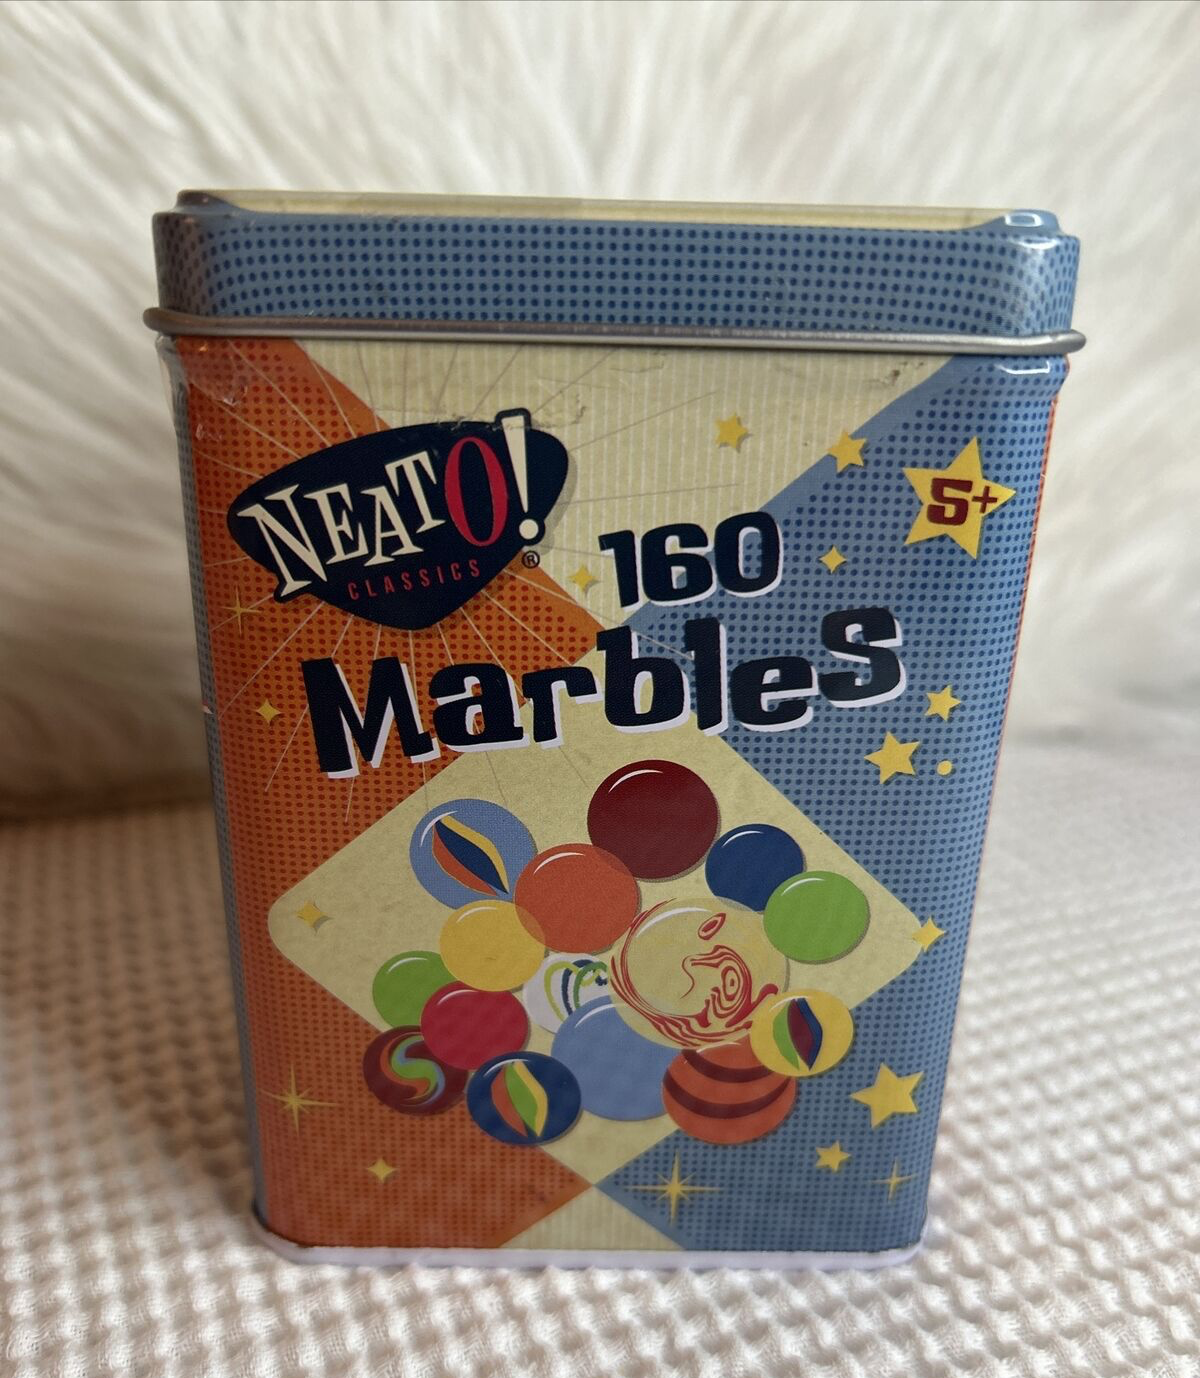 NEATO!®
CLASSICS
5+
160
Marbles